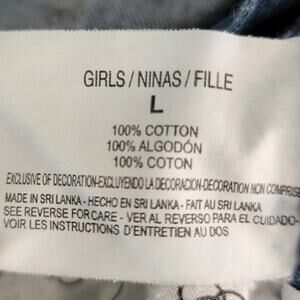 GIRLS / NINAS / FILLE
L
100% COTTON
100% ALGODÓN
100% COTON
EXCLUSIVE OF DECORATION-EXCLUYENDO LA DECORACION-DECORATION NON COMPRISE
MADE IN SRI LANKA - HECHO EN SRI LANKA - FAIT AU SRI LANKA
SEE REVERSE FOR CARE - VER AL REVERSO PARA EL CUIDADO-
VOIR LES INSTRUCTIONS D'ENTRETIEN AU DOS